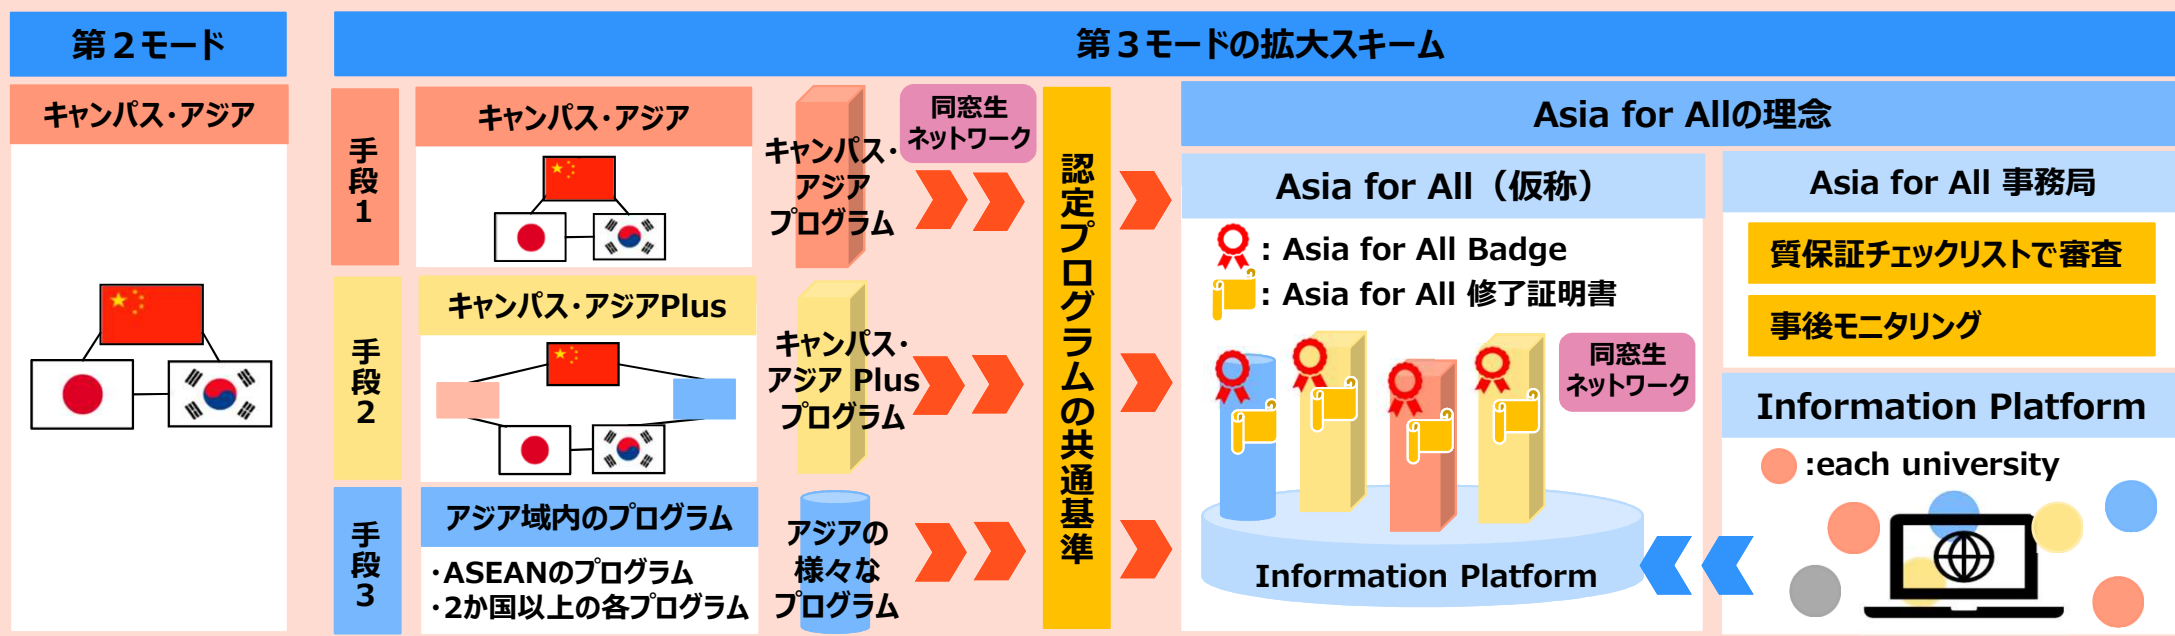 第２モード
キャンパス・アジア
第３モードの拡大スキーム
手段1
キャンパス・アジア
キャンパス・
アジア
プログラム
同窓生
ネットワーク
手段2
キャンパス・アジアPlus
キャンパス・
アジア Plus
プログラム
手段3
アジア域内のプログラム
・ASEANのプログラム
・2か国以上の各プログラム
アジアの
様々な
プログラム
認定プログラムの共通基準
Asia for Allの理念
Asia for All（仮称）
: Asia for All Badge
: Asia for All 修了証明書
同窓生
ネットワーク
Information Platform
Asia for All 事務局
質保証チェックリストで審査
事後モニタリング
Information Platform
:each university